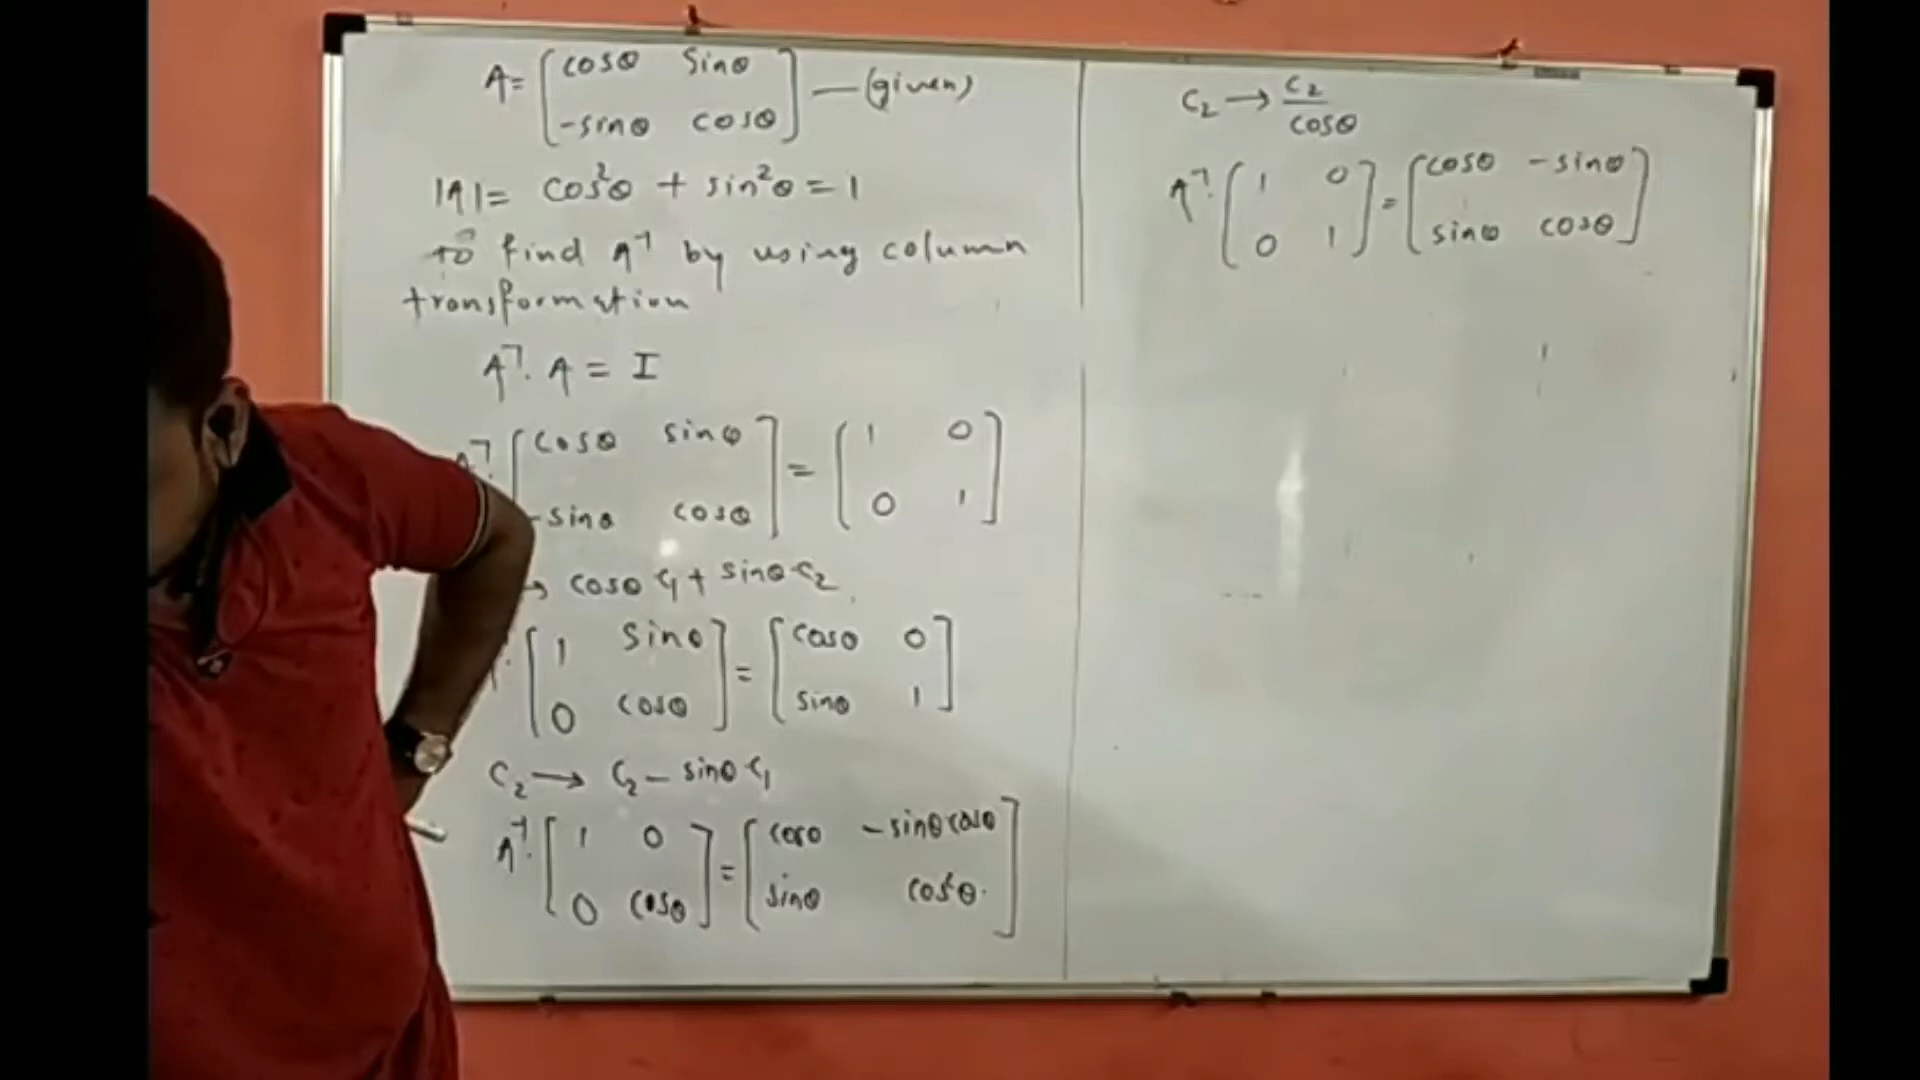 A = [ cosθ sinθ
-sinθ cosθ ] — (given)
|A| = cos²θ + sin²θ = 1
to find A⁻¹ by using column
transformation
A⁻¹. A = I
A⁻¹. [ cosθ sinθ
-sinθ cosθ ] = [ 1 0
0 1 ]
→ cosθ C₁ + sinθ C₂
[ 1 sinθ
0 cosθ ] = [ cosθ 0
sinθ 1 ]
C₂ → C₂ - sinθ C₁
A⁻¹. [ 1 0
0 cosθ ] = [ cosθ -sinθcosθ
sinθ cos²θ ]
C₂ → C₂/cosθ
A⁻¹. [ 1 0
0 1 ] = [ cosθ -sinθ
sinθ cosθ ]